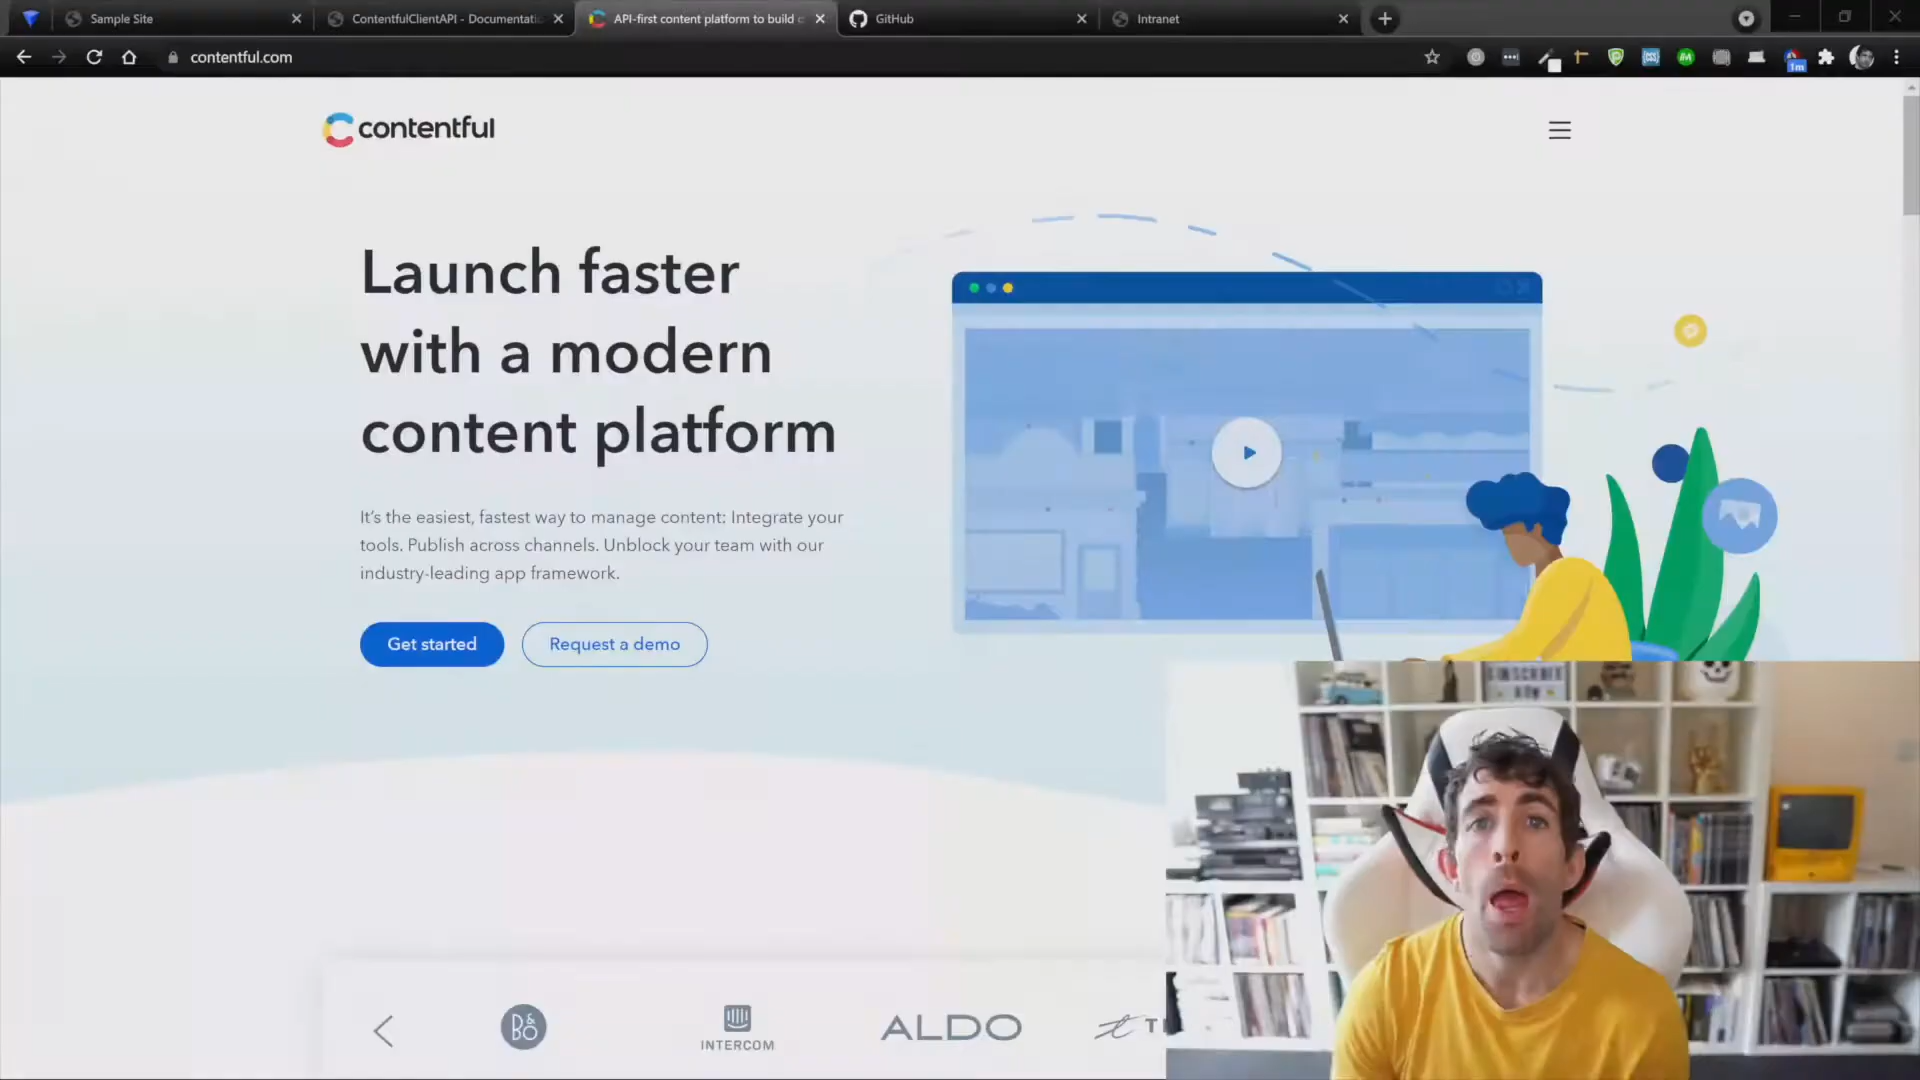 Sample Site
ContentfulClientAPI - Documentatic
API-first content platform to build c
GitHub
Intranet
contentful.com
1m
contentful
Launch faster
with a modern
content platform
It's the easiest, fastest way to manage content: Integrate your
tools. Publish across channels. Unblock your team with our
industry-leading app framework.
Get started
Request a demo
B&O
INTERCOM
ALDO